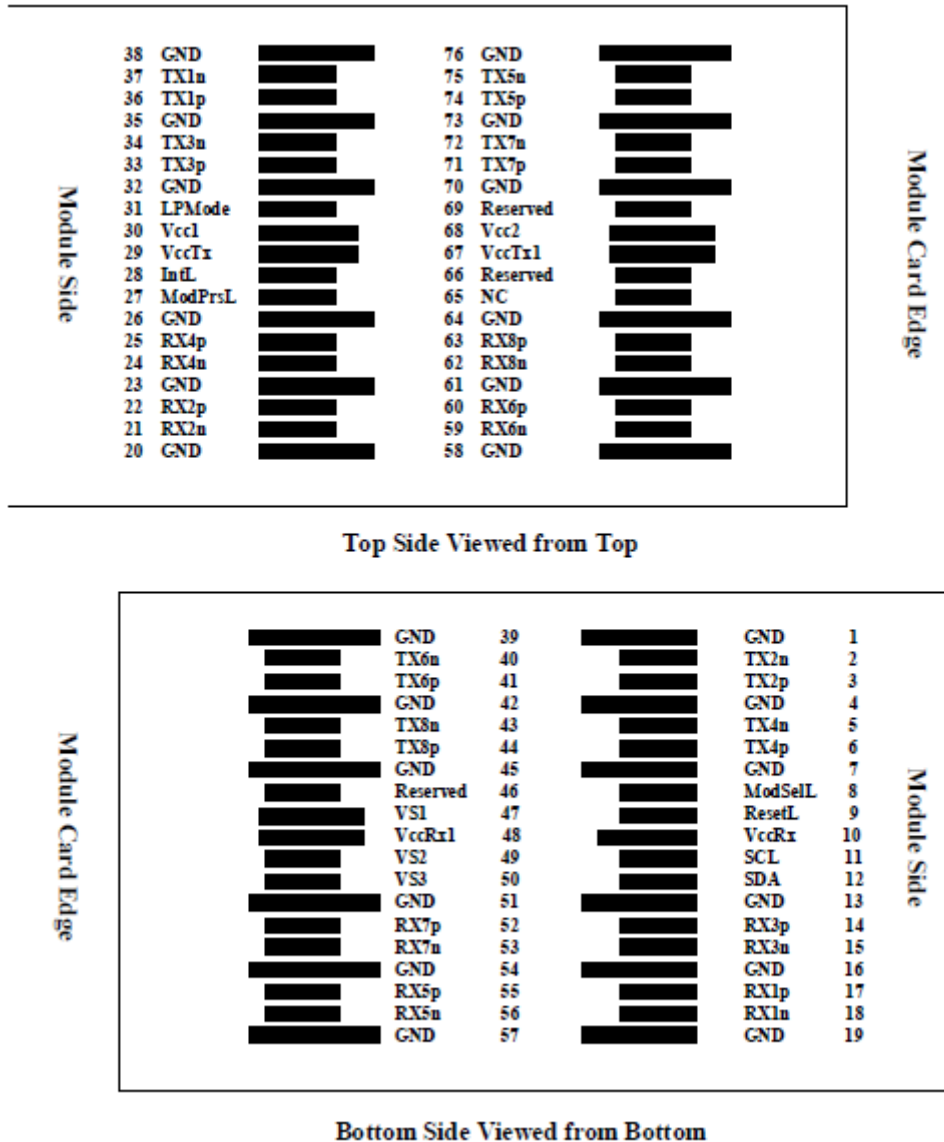 38 GND 76 GND
37 TX1n 75 TX5n
36 TX1p 74 TX5p
35 GND 73 GND
34 TX3n 72 TX7n
33 TX3p 71 TX7p
32 GND 70 GND
31 LPMode 69 Reserved
30 Vcc1 68 Vcc2
29 VccTx 67 VccTx1
28 IntL 66 Reserved
27 ModPrsL 65 NC
26 GND 64 GND
25 RX4p 63 RX8p
24 RX4n 62 RX8n
23 GND 61 GND
22 RX2p 60 RX6p
21 RX2n 59 RX6n
20 GND 58 GND
Module Side
Module Card Edge
Top Side Viewed from Top
GND 39 GND 1
TX6n 40 TX2n 2
TX6p 41 TX2p 3
GND 42 GND 4
TX8n 43 TX4n 5
TX8p 44 TX4p 6
GND 45 GND 7
Reserved 46 ModSelL 8
VS1 47 ResetL 9
VccRx1 48 VccRx 10
VS2 49 SCL 11
VS3 50 SDA 12
GND 51 GND 13
RX7p 52 RX3p 14
RX7n 53 RX3n 15
GND 54 GND 16
RX5p 55 RX1p 17
RX5n 56 RX1n 18
GND 57 GND 19
Module Card Edge
Module Side
Bottom Side Viewed from Bottom